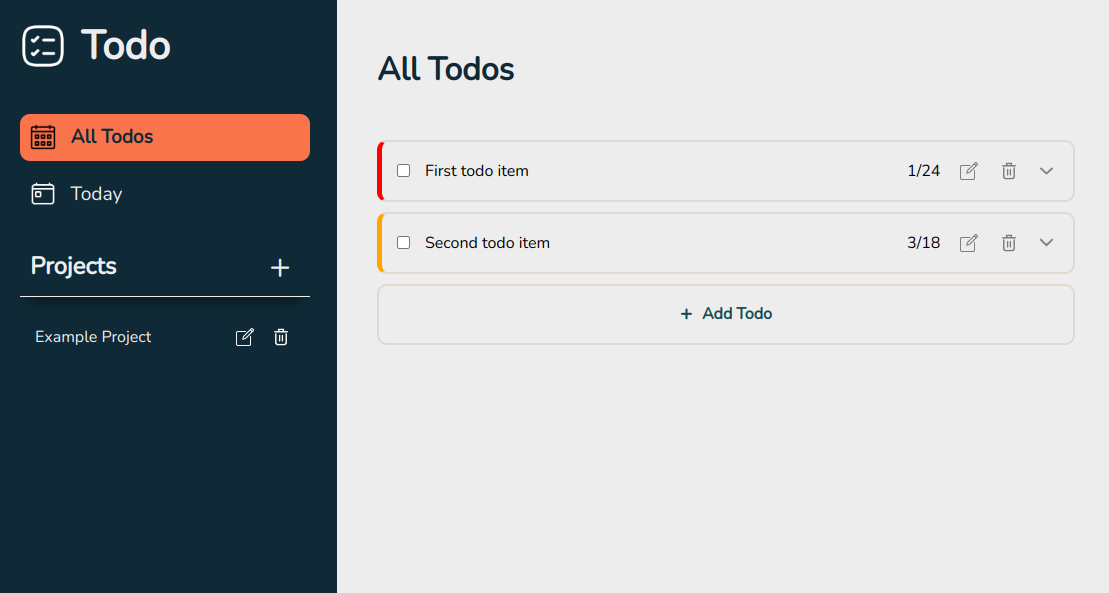 Todo
All Todos
Today
Projects
Example Project
All Todos
First todo item 1/24
Second todo item 3/18
+ Add Todo